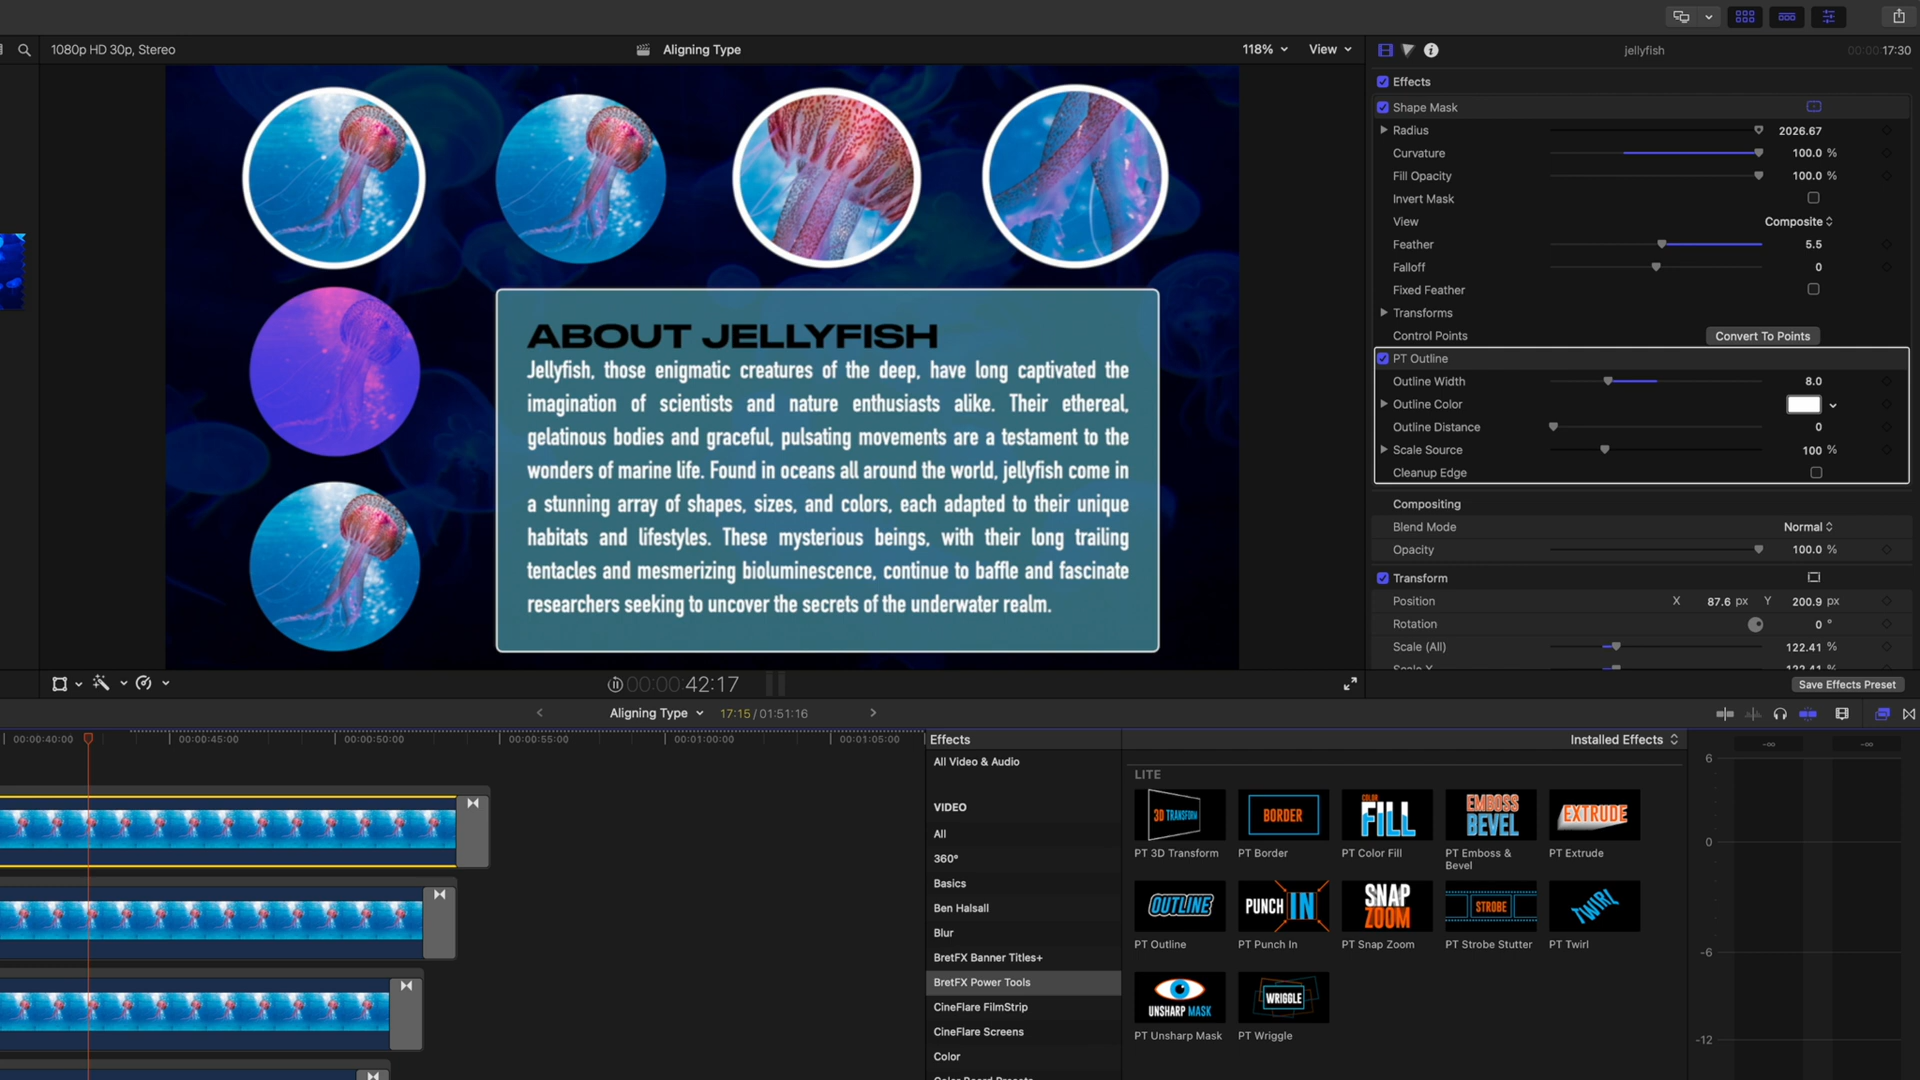 1080p HD 30p, Stereo
Aligning Type
118%
View
jellyfish
00:00:17:30
Effects
Shape Mask
Radius 2026.67
Curvature 100.0 %
Fill Opacity 100.0 %
Invert Mask
View Composite
Feather 5.5
Falloff 0
Fixed Feather
Transforms
Control Points Convert To Points
PT Outline
Outline Width 8.0
Outline Color
Outline Distance 0
Scale Source 100 %
Cleanup Edge
Compositing
Blend Mode Normal
Opacity 100.0 %
Transform
Position X 87.6 px Y 200.9 px
Rotation 0 °
Scale (All) 122.41 %
Scale X 122.41 %
Save Effects Preset
ABOUT JELLYFISH
Jellyfish, those enigmatic creatures of the deep, have long captivated the
imagination of scientists and nature enthusiasts alike. Their ethereal,
gelatinous bodies and graceful, pulsating movements are a testament to the
wonders of marine life. Found in oceans all around the world, jellyfish come in
a stunning array of shapes, sizes, and colors, each adapted to their unique
habitats and lifestyles. These mysterious beings, with their long trailing
tentacles and mesmerizing bioluminescence, continue to baffle and fascinate
researchers seeking to uncover the secrets of the underwater realm.
00:00:42:17
Aligning Type 17:15 / 01:51:16
00:00:40:00 00:00:45:00 00:00:50:00 00:00:55:00 00:01:00:00 00:01:05:00
Effects
Installed Effects
All Video & Audio
VIDEO
All
360°
Basics
Ben Halsall
Blur
BretFX Banner Titles+
BretFX Power Tools
CineFlare FilmStrip
CineFlare Screens
Color
Color Board Presets
LITE
3D TRANSFORM
BORDER
COLOR FILL
EMBOSS BEVEL
EXTRUDE
PT 3D Transform
PT Border
PT Color Fill
PT Emboss & Bevel
PT Extrude
OUTLINE
PUNCH IN
SNAP ZOOM
STROBE
TWIRL
PT Outline
PT Punch In
PT Snap Zoom
PT Strobe Stutter
PT Twirl
UNSHARP MASK
WRIGGLE
PT Unsharp Mask
PT Wriggle
-∞ -∞
6
0
-6
-12